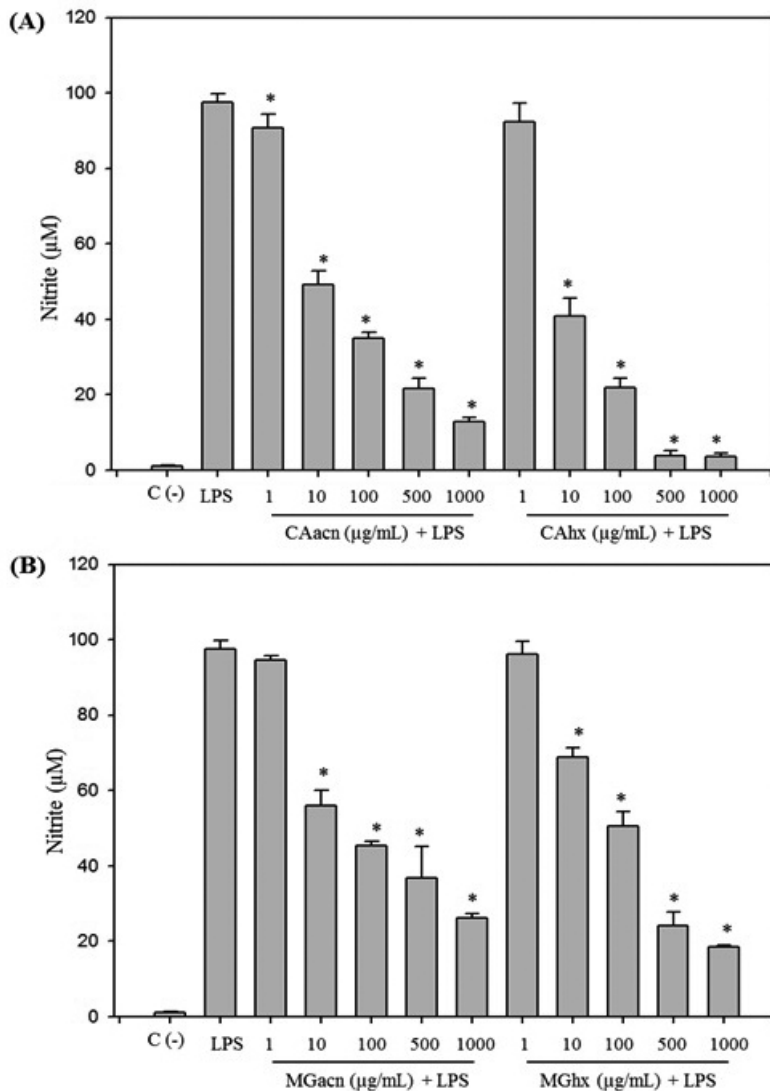 (A)
120
100
80
60
40
20
0
Nitrite (µM)
*
* * * *
* * * *
C (-) LPS 1 10 100 500 1000 1 10 100 500 1000
CAacn (µg/mL) + LPS CAhx (µg/mL) + LPS
(B)
120
100
80
60
40
20
0
Nitrite (µM)
* * * *
* * * *
C (-) LPS 1 10 100 500 1000 1 10 100 500 1000
MGacn (µg/mL) + LPS MGhx (µg/mL) + LPS